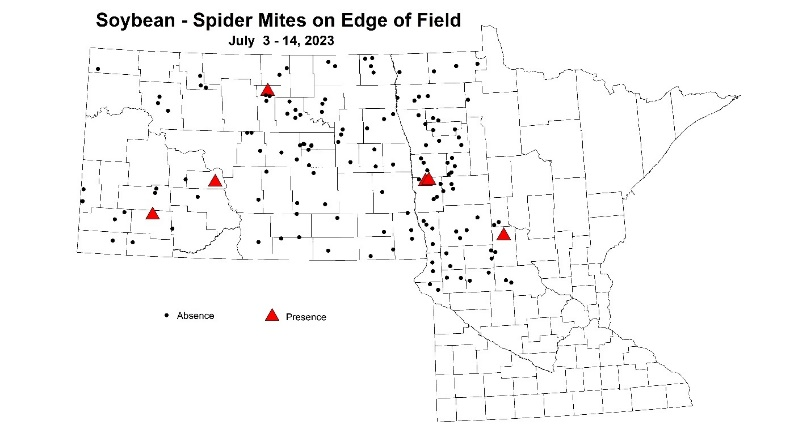 Soybean - Spider Mites on Edge of Field
July 3 - 14, 2023
Absence
Presence